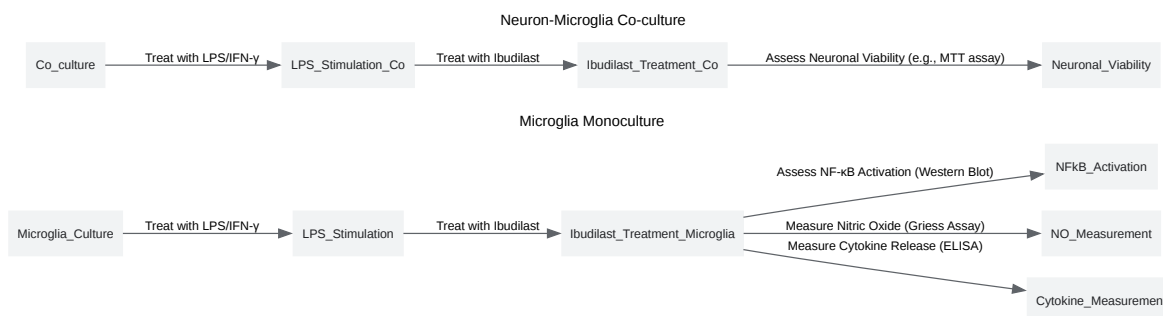 Neuron-Microglia Co-culture
Co_culture
Treat with LPS/IFN-γ
LPS_Stimulation_Co
Treat with Ibudilast
Ibudilast_Treatment_Co
Assess Neuronal Viability (e.g., MTT assay)
Neuronal_Viability
Microglia Monoculture
Microglia_Culture
Treat with LPS/IFN-γ
LPS_Stimulation
Treat with Ibudilast
Ibudilast_Treatment_Microglia
Assess NF-κB Activation (Western Blot)
NFkB_Activation
Measure Nitric Oxide (Griess Assay)
NO_Measurement
Measure Cytokine Release (ELISA)
Cytokine_Measuremen